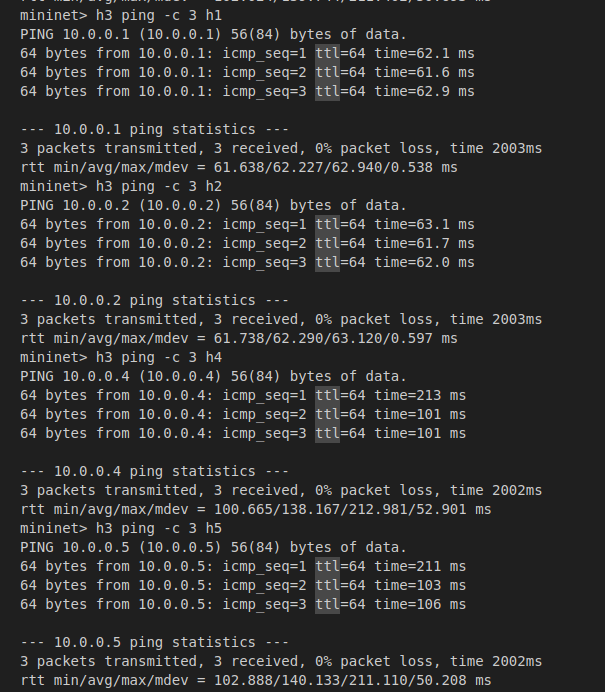 mininet> h3 ping -c 3 h1
PING 10.0.0.1 (10.0.0.1) 56(84) bytes of data.
64 bytes from 10.0.0.1: icmp_seq=1 ttl=64 time=62.1 ms
64 bytes from 10.0.0.1: icmp_seq=2 ttl=64 time=61.6 ms
64 bytes from 10.0.0.1: icmp_seq=3 ttl=64 time=62.9 ms
--- 10.0.0.1 ping statistics ---
3 packets transmitted, 3 received, 0% packet loss, time 2003ms
rtt min/avg/max/mdev = 61.638/62.227/62.940/0.538 ms
mininet> h3 ping -c 3 h2
PING 10.0.0.2 (10.0.0.2) 56(84) bytes of data.
64 bytes from 10.0.0.2: icmp_seq=1 ttl=64 time=63.1 ms
64 bytes from 10.0.0.2: icmp_seq=2 ttl=64 time=61.7 ms
64 bytes from 10.0.0.2: icmp_seq=3 ttl=64 time=62.0 ms
--- 10.0.0.2 ping statistics ---
3 packets transmitted, 3 received, 0% packet loss, time 2003ms
rtt min/avg/max/mdev = 61.738/62.290/63.120/0.597 ms
mininet> h3 ping -c 3 h4
PING 10.0.0.4 (10.0.0.4) 56(84) bytes of data.
64 bytes from 10.0.0.4: icmp_seq=1 ttl=64 time=213 ms
64 bytes from 10.0.0.4: icmp_seq=2 ttl=64 time=101 ms
64 bytes from 10.0.0.4: icmp_seq=3 ttl=64 time=101 ms
--- 10.0.0.4 ping statistics ---
3 packets transmitted, 3 received, 0% packet loss, time 2002ms
rtt min/avg/max/mdev = 100.665/138.167/212.981/52.901 ms
mininet> h3 ping -c 3 h5
PING 10.0.0.5 (10.0.0.5) 56(84) bytes of data.
64 bytes from 10.0.0.5: icmp_seq=1 ttl=64 time=211 ms
64 bytes from 10.0.0.5: icmp_seq=2 ttl=64 time=103 ms
64 bytes from 10.0.0.5: icmp_seq=3 ttl=64 time=106 ms
--- 10.0.0.5 ping statistics ---
3 packets transmitted, 3 received, 0% packet loss, time 2002ms
rtt min/avg/max/mdev = 102.888/140.133/211.110/50.208 ms